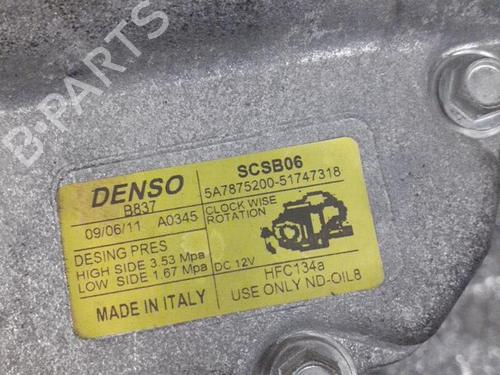 B-PARTS
DENSO
B837
09/06/11 A0345
DESING PRES
HIGH SIDE 3.53 Mpa
LOW SIDE 1.67 Mpa
MADE IN ITALY
SCSB06
5A7875200-51747318
CLOCK WISE
ROTATION
DC 12V
HFC134a
USE ONLY ND-OIL8